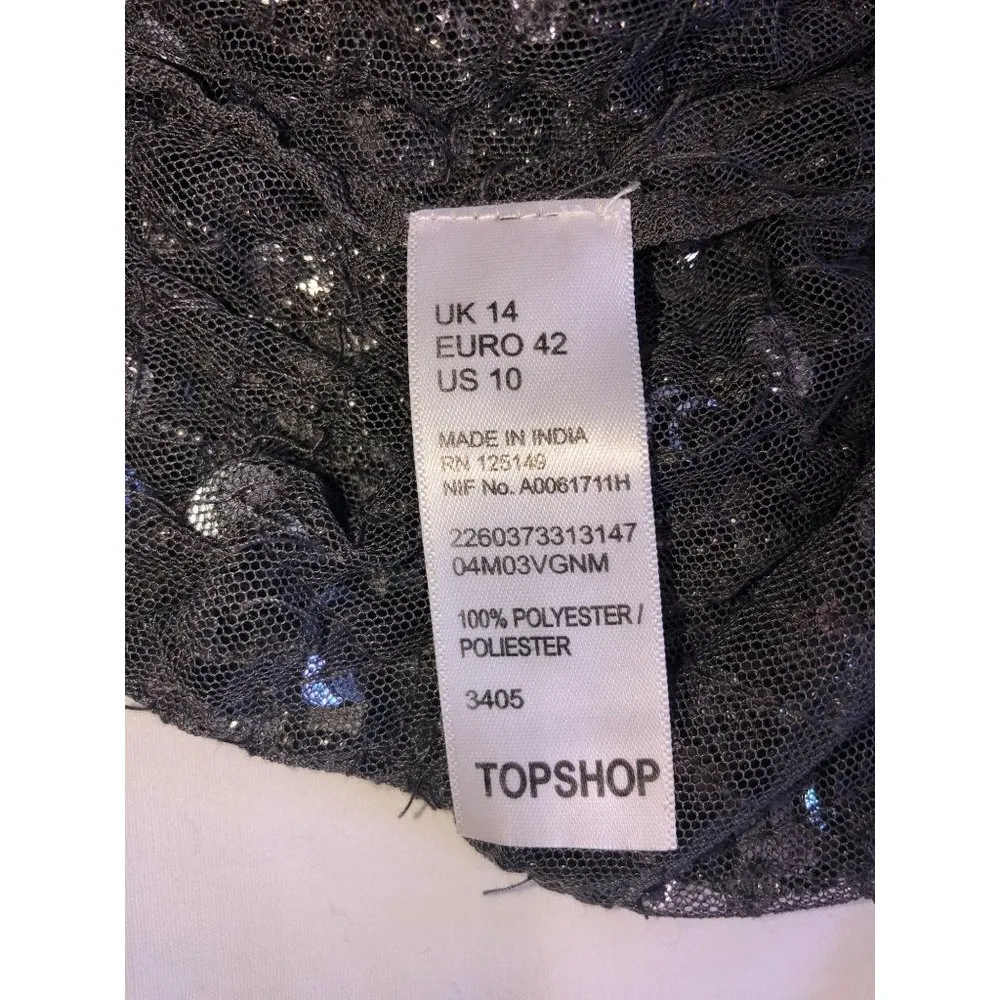 UK 14
EURO 42
US 10
MADE IN INDIA
RN 125149
NIF No. A0061711H
2260373313147
04M03VGNM
100% POLYESTER /
POLIESTER
3405
TOPSHOP